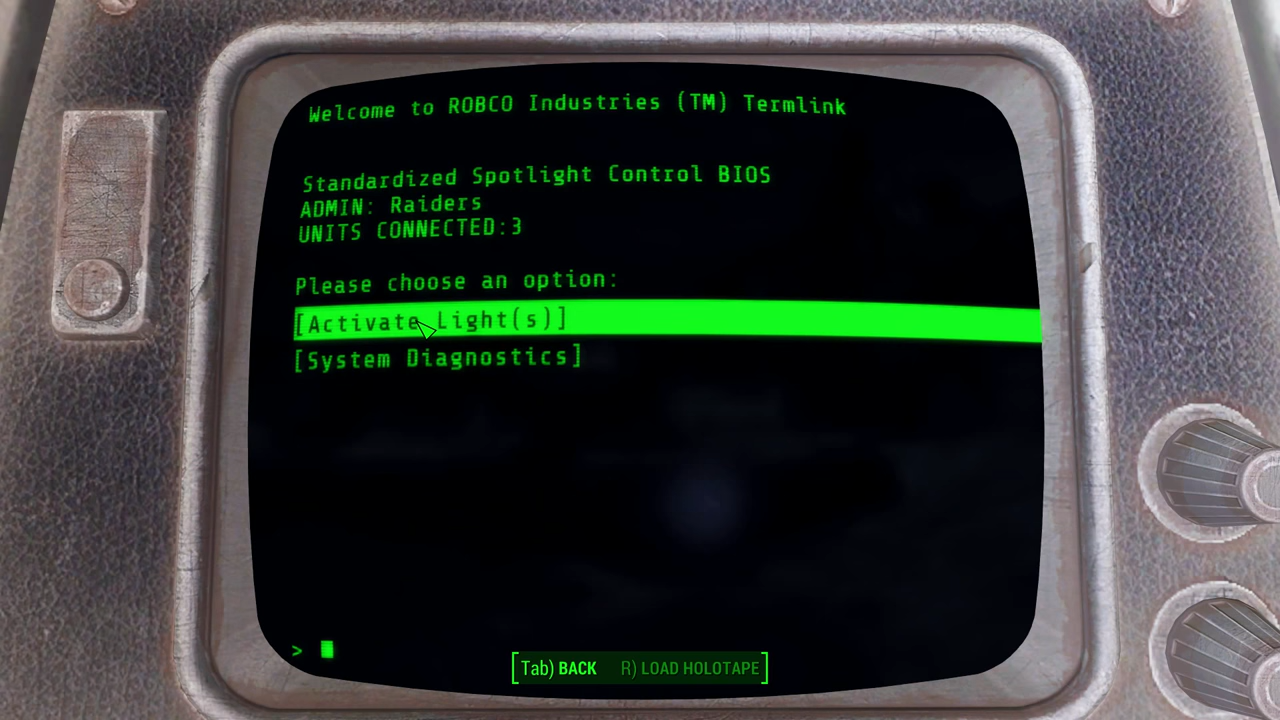 Welcome to ROBCO Industries (TM) Termlink
Standardized Spotlight Control BIOS
ADMIN: Raiders
UNITS CONNECTED:3
Please choose an option:
[Activate Light(s)]
[System Diagnostics]
>
Tab) BACK R) LOAD HOLOTAPE